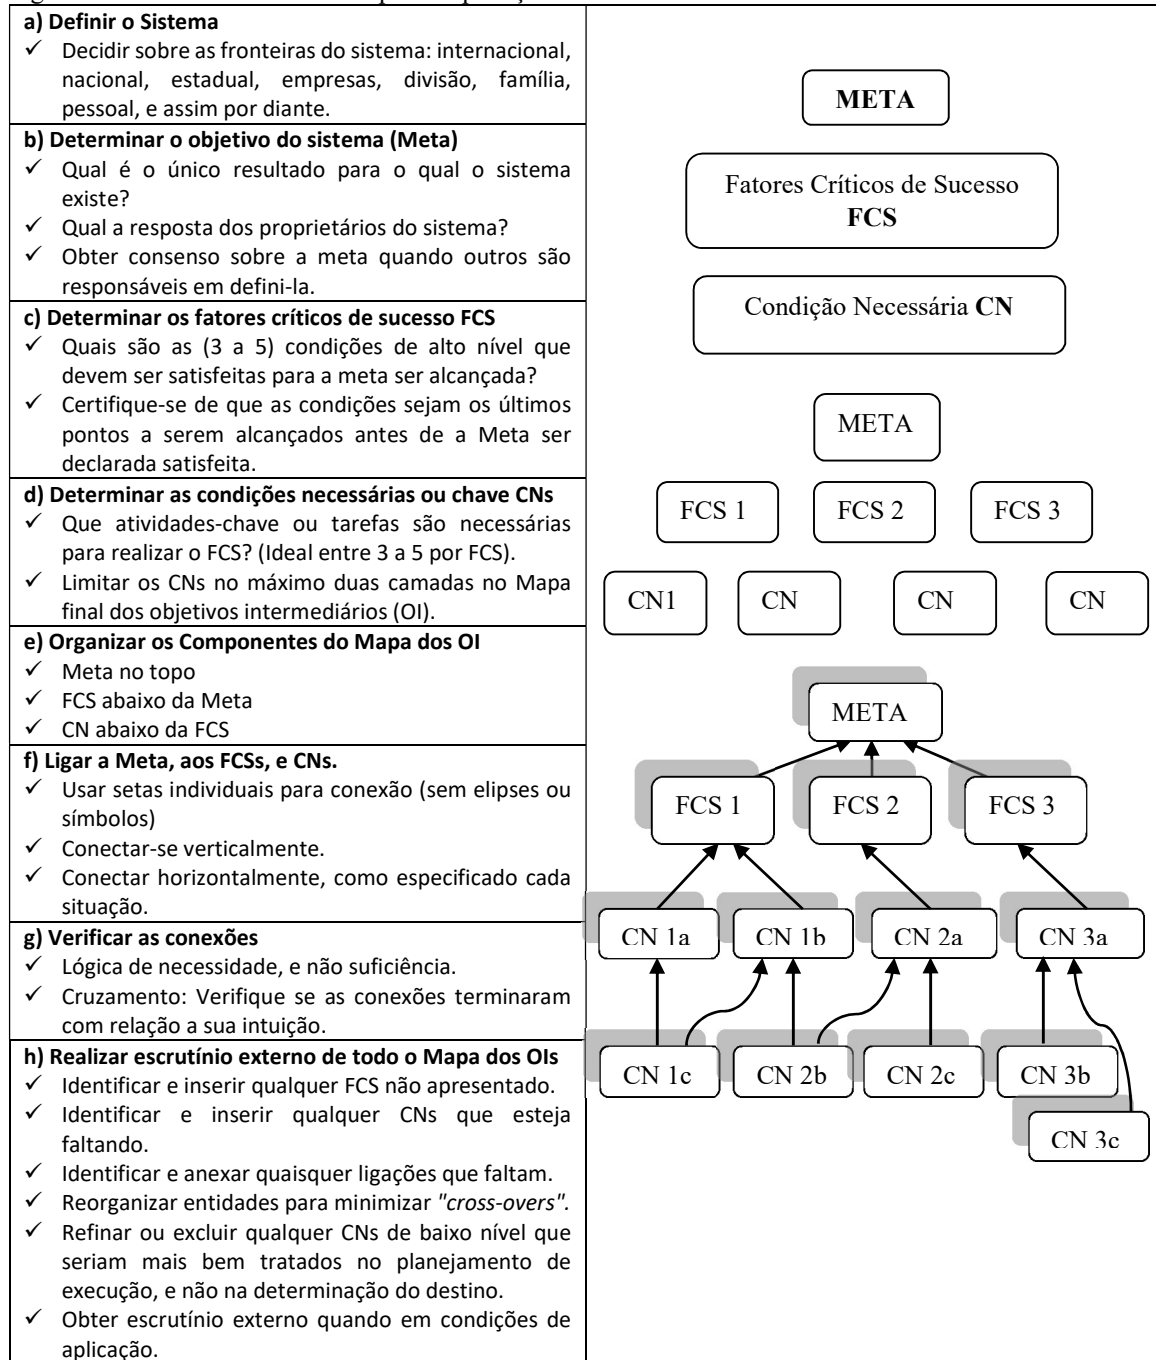 a) Definir o Sistema
✓ Decidir sobre as fronteiras do sistema: internacional,
nacional, estadual, empresas, divisão, família,
pessoal, e assim por diante.
b) Determinar o objetivo do sistema (Meta)
✓ Qual é o único resultado para o qual o sistema
existe?
✓ Qual a resposta dos proprietários do sistema?
✓ Obter consenso sobre a meta quando outros são
responsáveis em defini-la.
c) Determinar os fatores críticos de sucesso FCS
✓ Quais são as (3 a 5) condições de alto nível que
devem ser satisfeitas para a meta ser alcançada?
✓ Certifique-se de que as condições sejam os últimos
pontos a serem alcançados antes de a Meta ser
declarada satisfeita.
d) Determinar as condições necessárias ou chave CNs
✓ Que atividades-chave ou tarefas são necessárias
para realizar o FCS? (Ideal entre 3 a 5 por FCS).
✓ Limitar os CNs no máximo duas camadas no Mapa
final dos objetivos intermediários (OI).
e) Organizar os Componentes do Mapa dos OI
✓ Meta no topo
✓ FCS abaixo da Meta
✓ CN abaixo da FCS
f) Ligar a Meta, aos FCSs, e CNs.
✓ Usar setas individuais para conexão (sem elipses ou
símbolos)
✓ Conectar-se verticalmente.
✓ Conectar horizontalmente, como especificado cada
situação.
g) Verificar as conexões
✓ Lógica de necessidade, e não suficiência.
✓ Cruzamento: Verifique se as conexões terminaram
com relação a sua intuição.
h) Realizar escrutínio externo de todo o Mapa dos OIs
✓ Identificar e inserir qualquer FCS não apresentado.
✓ Identificar e inserir qualquer CNs que esteja
faltando.
✓ Identificar e anexar quaisquer ligações que faltam.
✓ Reorganizar entidades para minimizar "cross-overs".
✓ Refinar ou excluir qualquer CNs de baixo nível que
seriam mais bem tratados no planejamento de
execução, e não na determinação do destino.
✓ Obter escrutínio externo quando em condições de
aplicação.
META
Fatores Críticos de Sucesso
FCS
Condição Necessária CN
META
FCS 1 FCS 2 FCS 3
CN1 CN CN CN
META
FCS 1 FCS 2 FCS 3
CN 1a CN 1b CN 2a CN 3a
CN 1c CN 2b CN 2c CN 3b
CN 3c